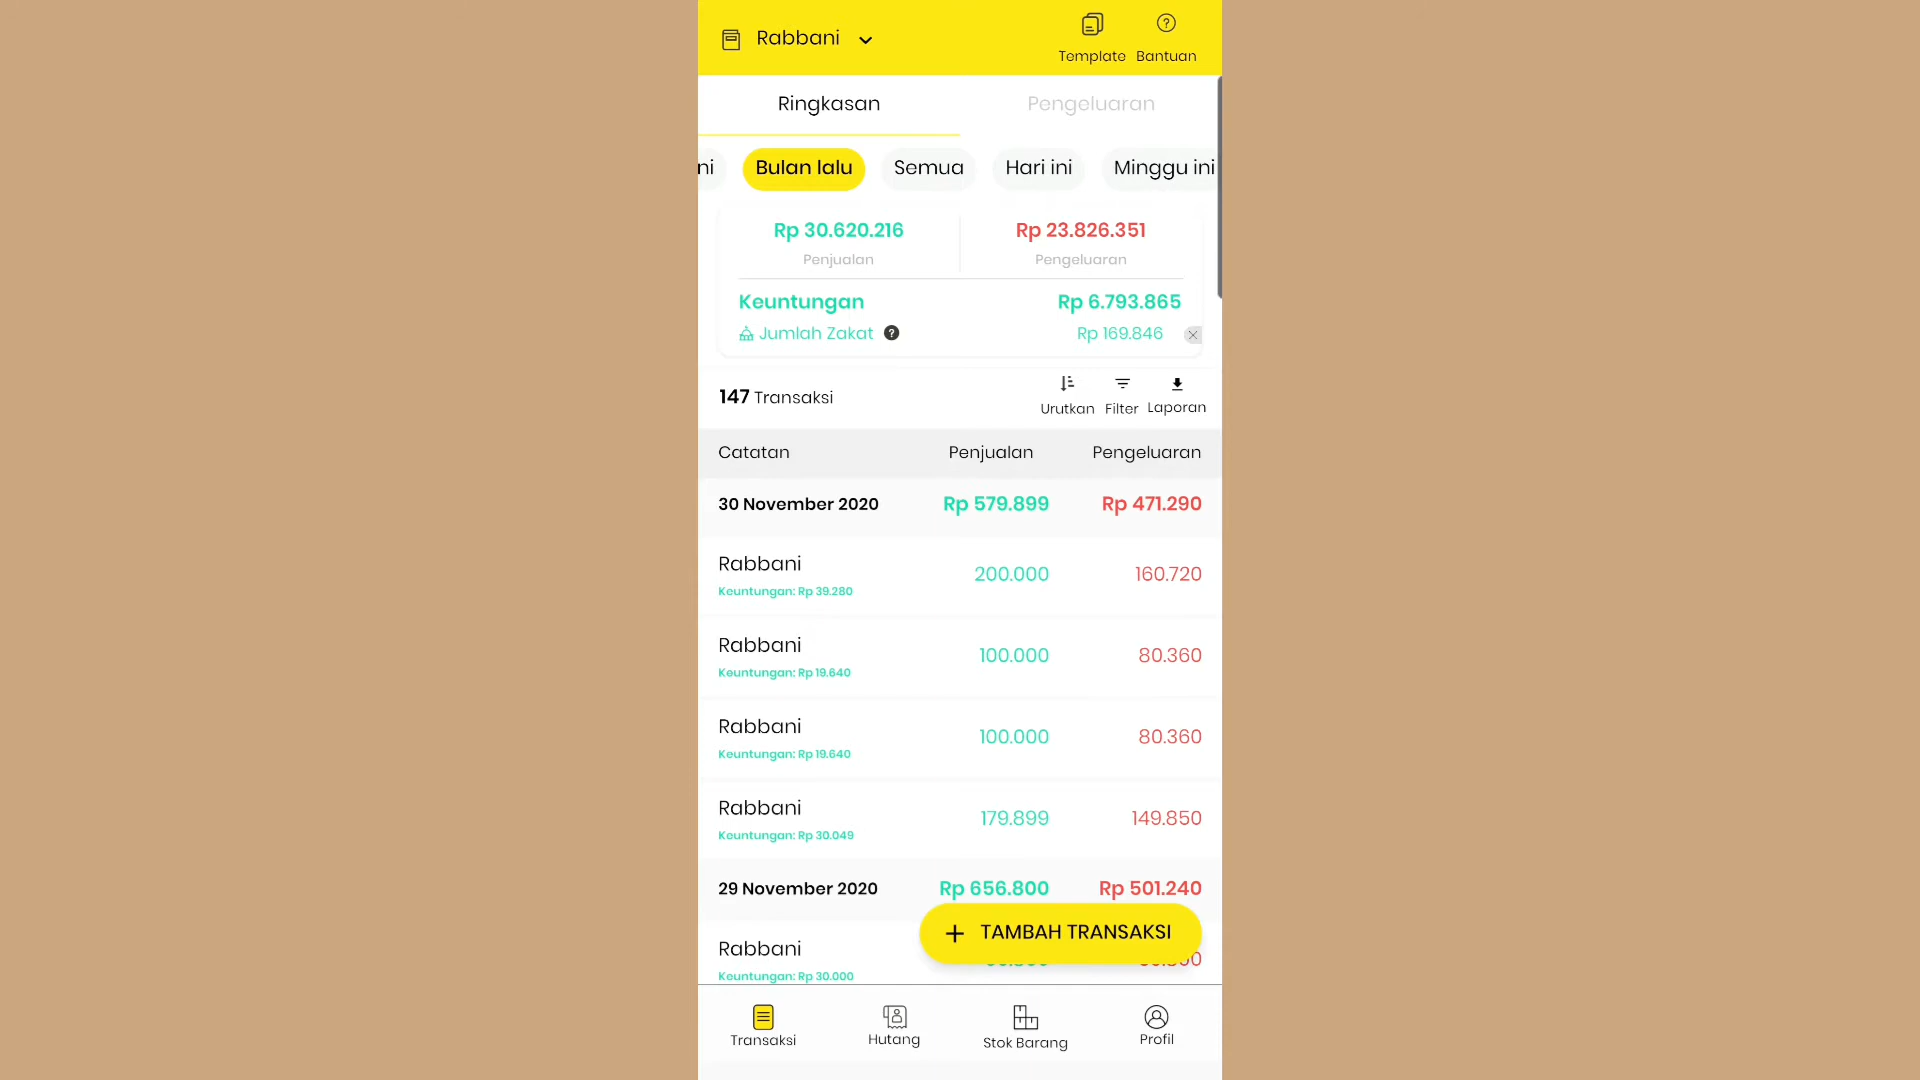 Rabbani
Template Bantuan
Ringkasan Pengeluaran
ni Bulan lalu Semua Hari ini Minggu ini
Rp 30.620.216 Rp 23.826.351
Penjualan Pengeluaran
Keuntungan Rp 6.793.865
Jumlah Zakat ? Rp 169.846
147 Transaksi
Urutkan Filter Laporan
Catatan Penjualan Pengeluaran
30 November 2020 Rp 579.899 Rp 471.290
Rabbani 200.000 160.720
Keuntungan: Rp 39.280
Rabbani 100.000 80.360
Keuntungan: Rp 19.640
Rabbani 100.000 80.360
Keuntungan: Rp 19.640
Rabbani 179.899 149.850
Keuntungan: Rp 30.049
29 November 2020 Rp 656.800 Rp 501.240
+ TAMBAH TRANSAKSI
Rabbani
Keuntungan: Rp 30.000
Transaksi Hutang Stok Barang Profil